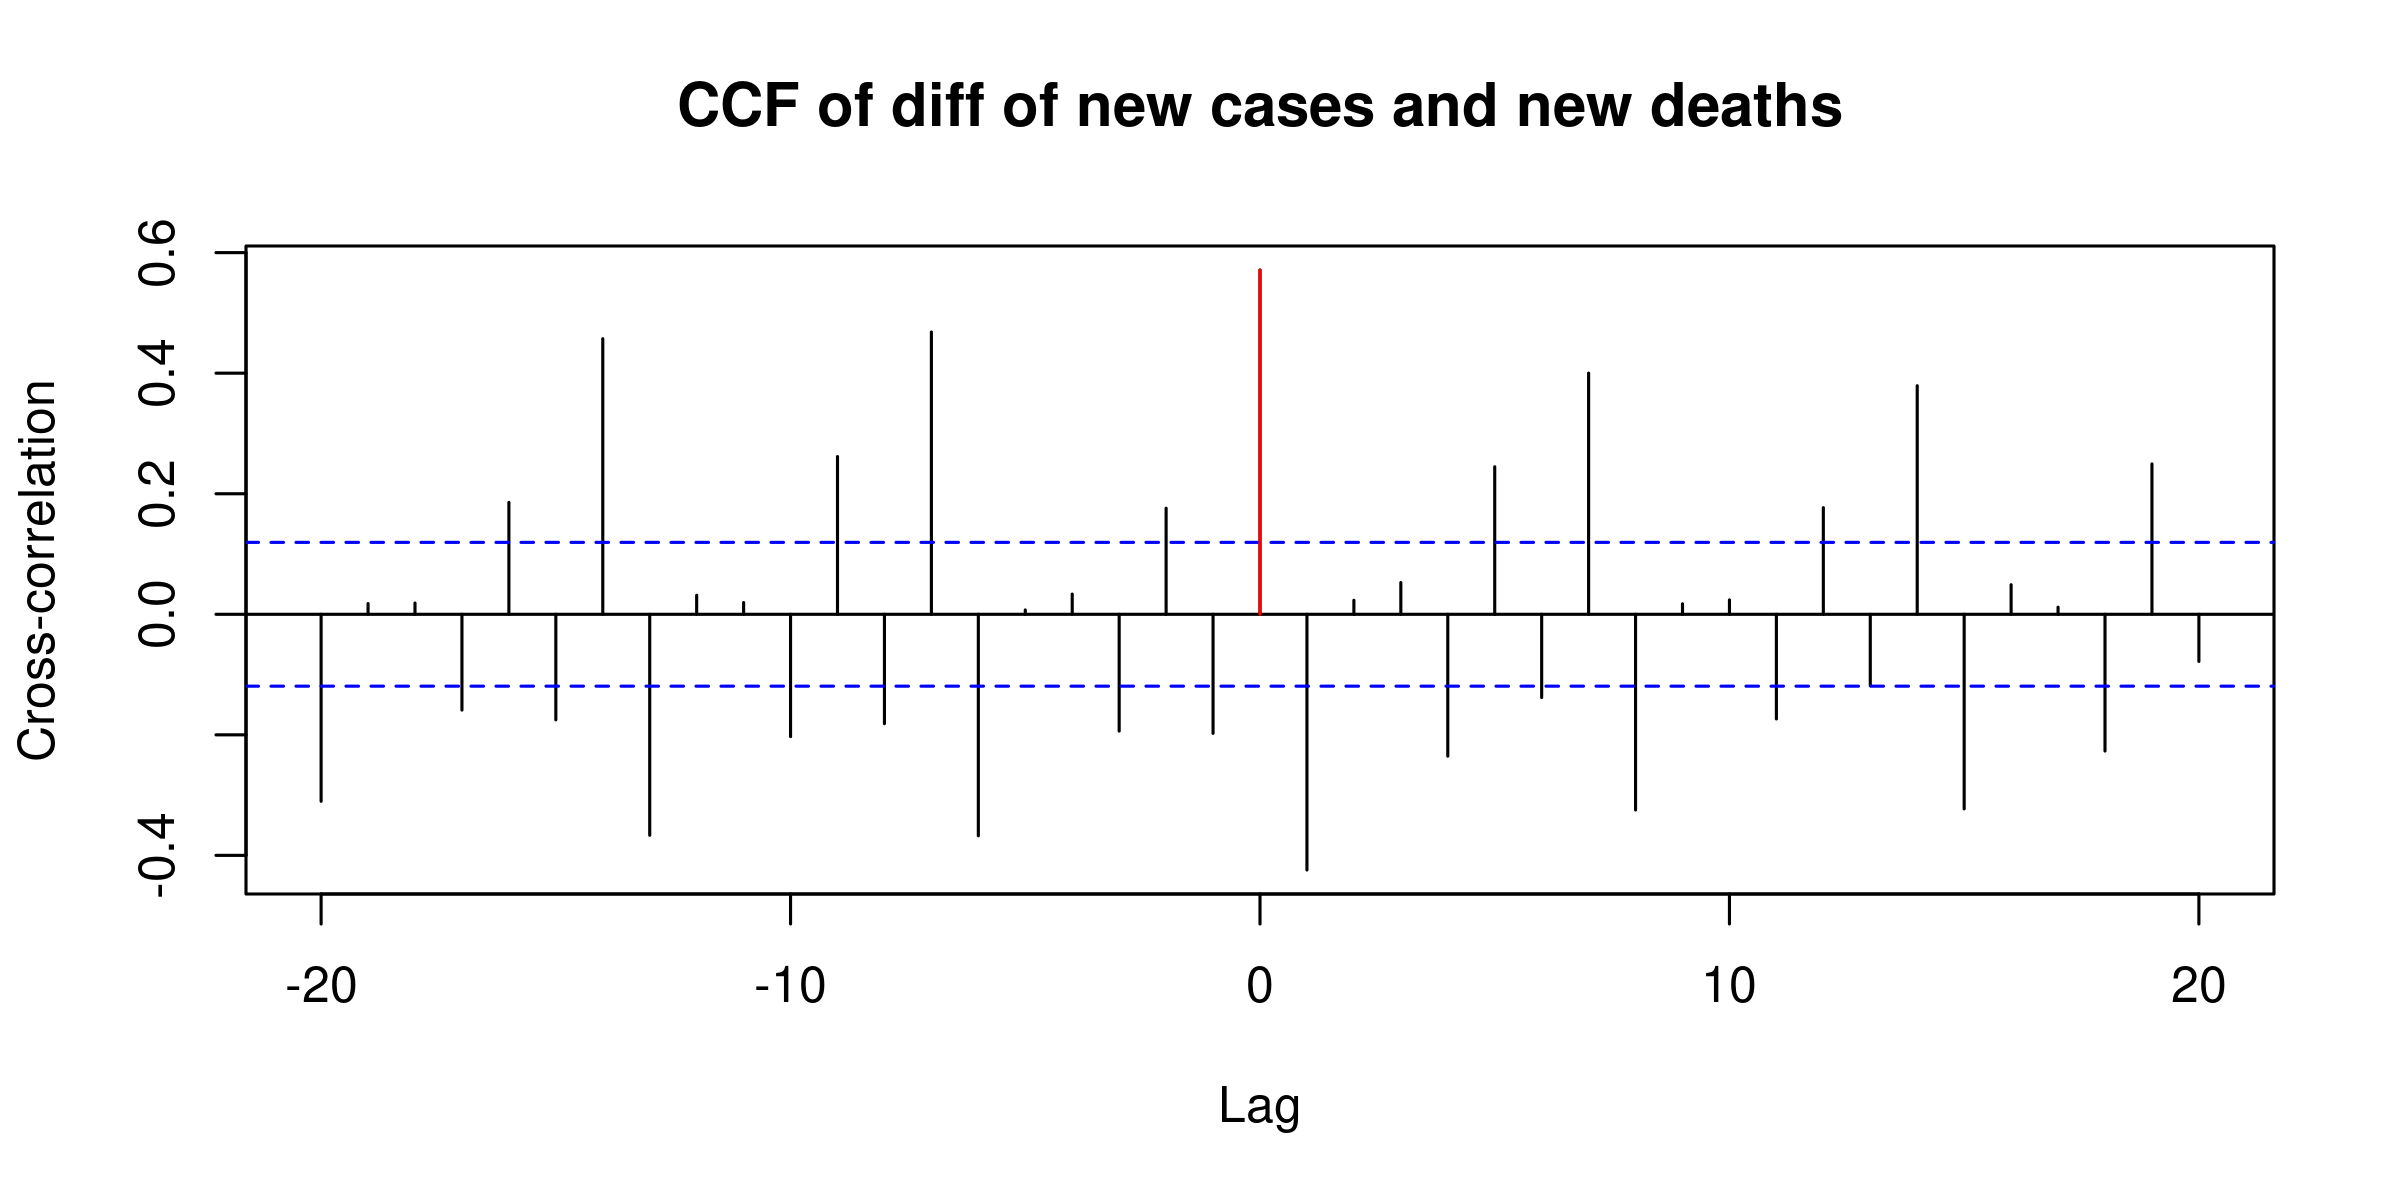 CCF of diff of new cases and new deaths
Cross-correlation
0.6
0.4
0.2
0.0
-0.4
-20 -10 0 10 20
Lag